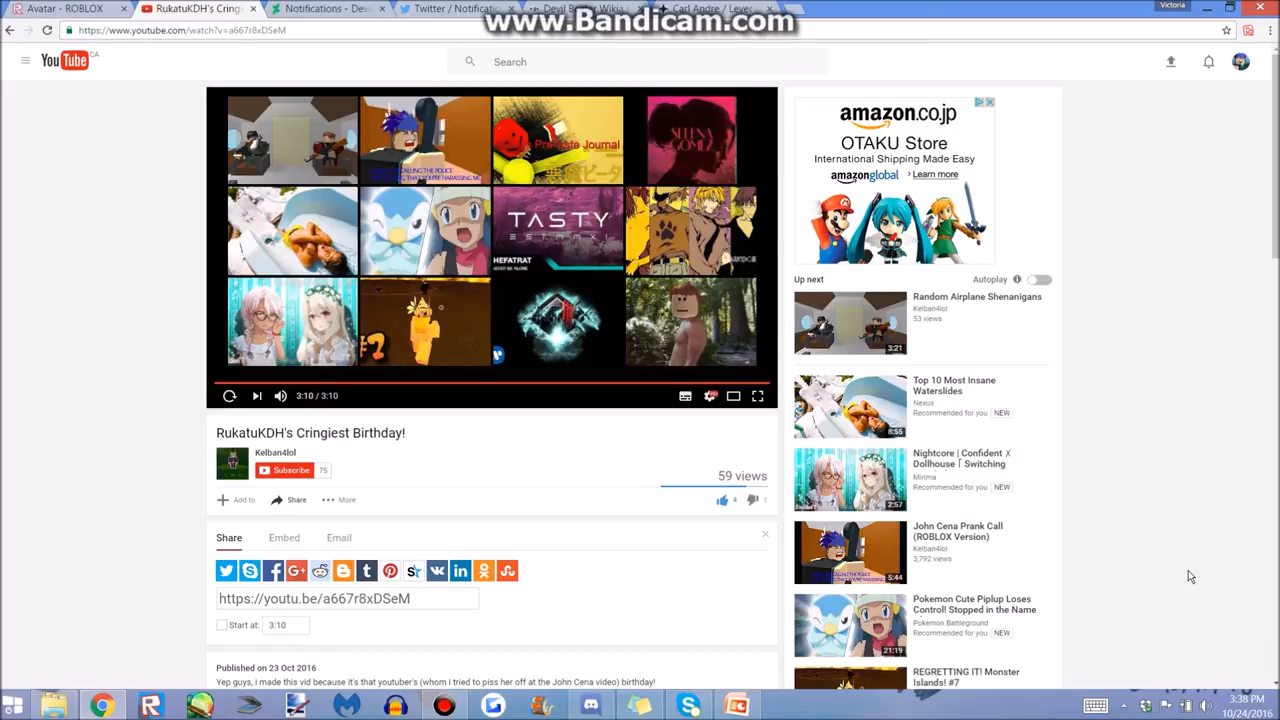 Avatar - ROBLOX
RukatuKDH's Cringi
Notifications - Devi
Twitter / Notificatio
Carl Andre / Lever
Victoria
www.Bandicam.com
https://www.youtube.com/watch?v=a667r8xDSeM
YouTube CA
Search
SELENA GOMEZ
TASTY
HEFATRAT
#7
3:10 / 3:10
RukatuKDH's Cringiest Birthday!
Kelban4lol
Subscribe 75
59 views
Add to
Share
More
4
1
Share
Embed
Email
https://youtu.be/a667r8xDSeM
Start at: 3:10
Published on 23 Oct 2016
Yep guy, i made this vid because it's that youtuber's (whom i tried to piss her off at the John Cena video) birthday!
amazon.co.jp
OTAKU Store
International Shipping Made Easy
amazonglobal › Learn more
Up next
Autoplay
Random Airplane Shenanigans
Kelban4lol
53 views
3:21
Top 10 Most Insane
Waterslides
Nexus
Recommended for you NEW
8:55
Nightcore | Confident ☓
Dollhouse「 Switching
Mirima
Recommended for you NEW
2:57
John Cena Prank Call
(ROBLOX Version)
Kelban4lol
3,792 views
5:44
Pokemon Cute Piplup Loses
Control! Stopped in the Name
Pokemon Battleground
Recommended for you NEW
21:19
REGRETTING IT! Monster
Islands! #7
3:38 PM
10/24/2016